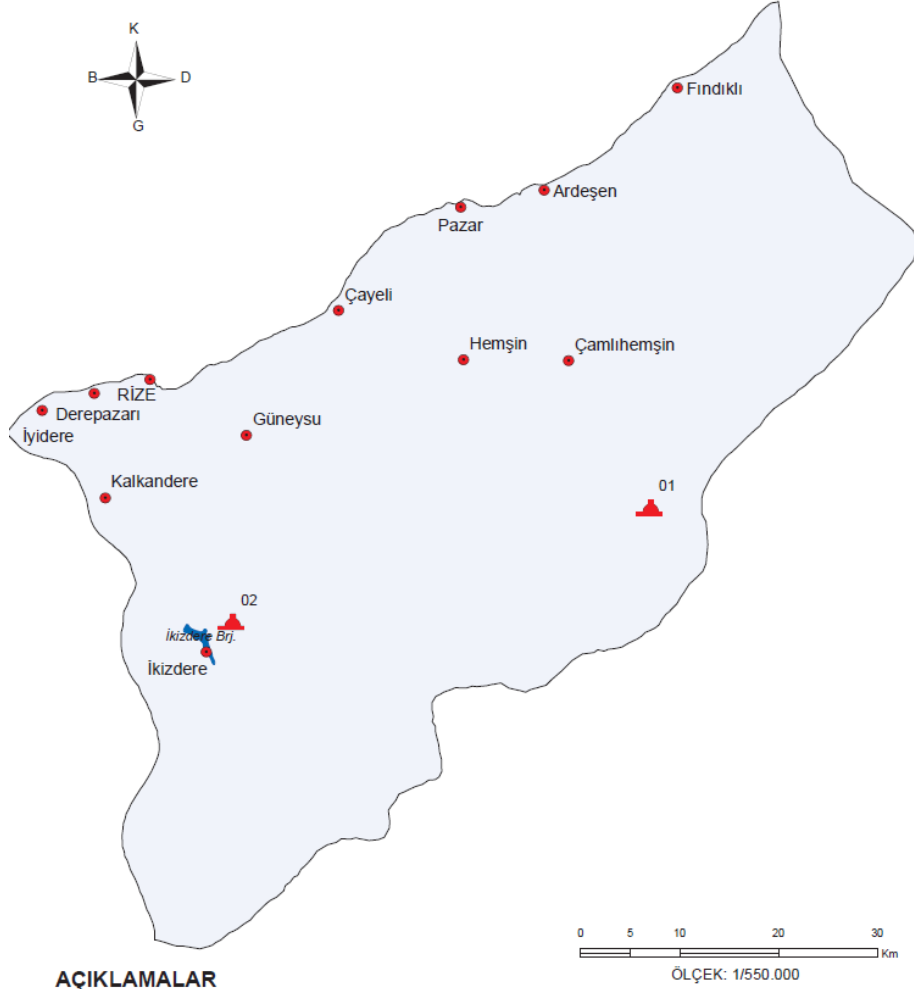 K
B D
G
Fındıklı
Ardeşen
Pazar
Çayeli
Hemşin
Çamlıhemşin
RİZE
Derepazarı
İyidere
Güneysu
Kalkandere
01
02
İkizdere Brj.
İkizdere
0 5 10 20 30
Km
ÖLÇEK: 1/550.000
AÇIKLAMALAR